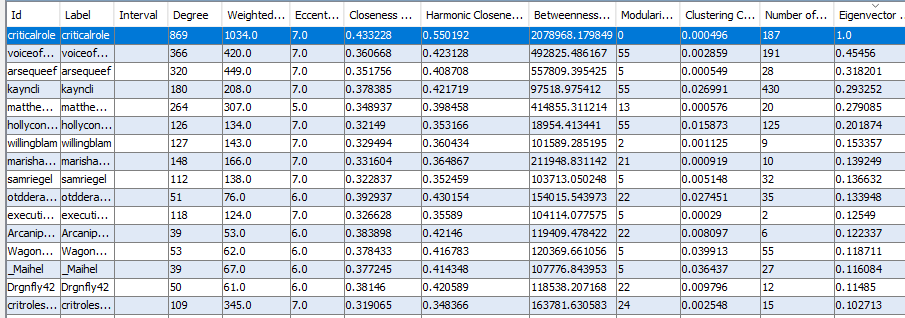 Id Label Interval Degree Weighted... Eccent... Closeness ... Harmonic Closene... Betweenness... Modulari... Clustering C... Number of... Eigenvector ...
criticalrole criticalrole 869 1034.0 7.0 0.433228 0.550192 2078968.179849 0 0.000496 187 1.0
voiceof... voiceof... 366 420.0 7.0 0.360668 0.423128 492825.486167 55 0.002859 191 0.45456
arsequeef arsequeef 320 449.0 7.0 0.351756 0.408708 557809.395425 5 0.000549 28 0.318201
kayncli kayncli 180 208.0 7.0 0.378385 0.421719 97518.975412 55 0.026991 430 0.293252
matthe... matthe... 264 307.0 5.0 0.348937 0.398458 414855.311214 13 0.000576 20 0.279085
hollycon... hollycon... 126 134.0 7.0 0.32149 0.353166 18954.413441 55 0.015873 125 0.201874
willingblam willingblam 127 143.0 7.0 0.329494 0.360434 101589.285195 2 0.001125 9 0.153357
marisha... marisha... 148 166.0 7.0 0.331604 0.364867 211948.831142 21 0.000919 10 0.139249
samriegel samriegel 112 138.0 7.0 0.322837 0.352459 103713.050248 5 0.005148 32 0.136632
otddera... otddera... 51 76.0 6.0 0.392937 0.430154 154015.543973 22 0.027451 35 0.133948
executi... executi... 118 124.0 7.0 0.326628 0.35589 104114.077575 5 0.00029 2 0.12549
Arcanip... Arcanip... 39 53.0 6.0 0.383898 0.42146 119409.478422 22 0.008097 6 0.122337
Wagon... Wagon... 53 62.0 6.0 0.378433 0.416783 120369.661056 5 0.039913 55 0.118711
_Maihel _Maihel 39 67.0 6.0 0.377245 0.414348 107776.843953 5 0.036437 27 0.116084
Drgnfly42 Drgnfly42 50 61.0 6.0 0.38146 0.420589 118538.207168 22 0.009796 12 0.11485
critroles... critroles... 109 345.0 7.0 0.319065 0.348366 163781.630583 24 0.002548 15 0.102713